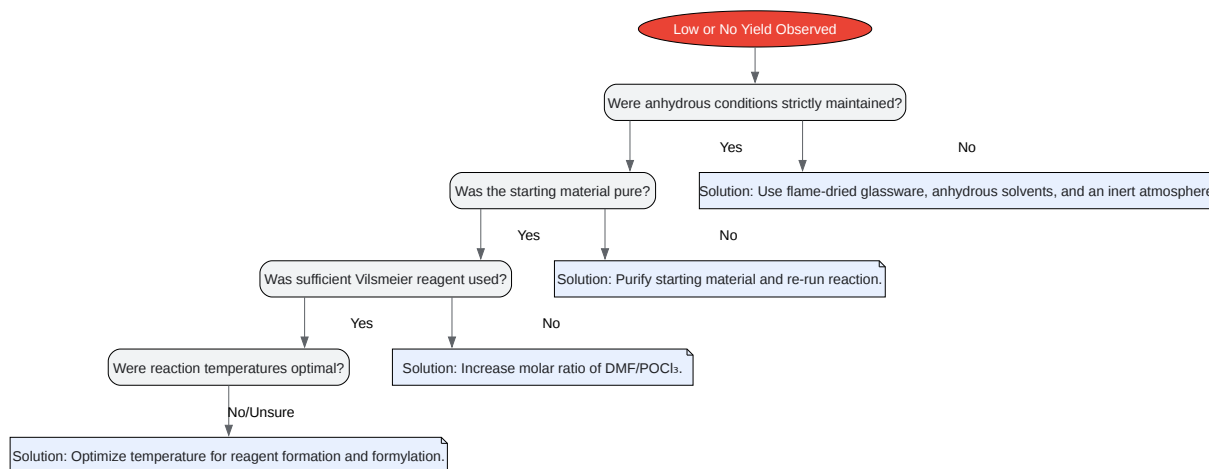 Low or No Yield Observed
Were anhydrous conditions strictly maintained?
Yes
No
Was the starting material pure?
Solution: Use flame-dried glassware, anhydrous solvents, and an inert atmosphere
Yes
No
Was sufficient Vilsmeier reagent used?
Solution: Purify starting material and re-run reaction.
Yes
No
Were reaction temperatures optimal?
Solution: Increase molar ratio of DMF/POCl₃.
No/Unsure
Solution: Optimize temperature for reagent formation and formylation.